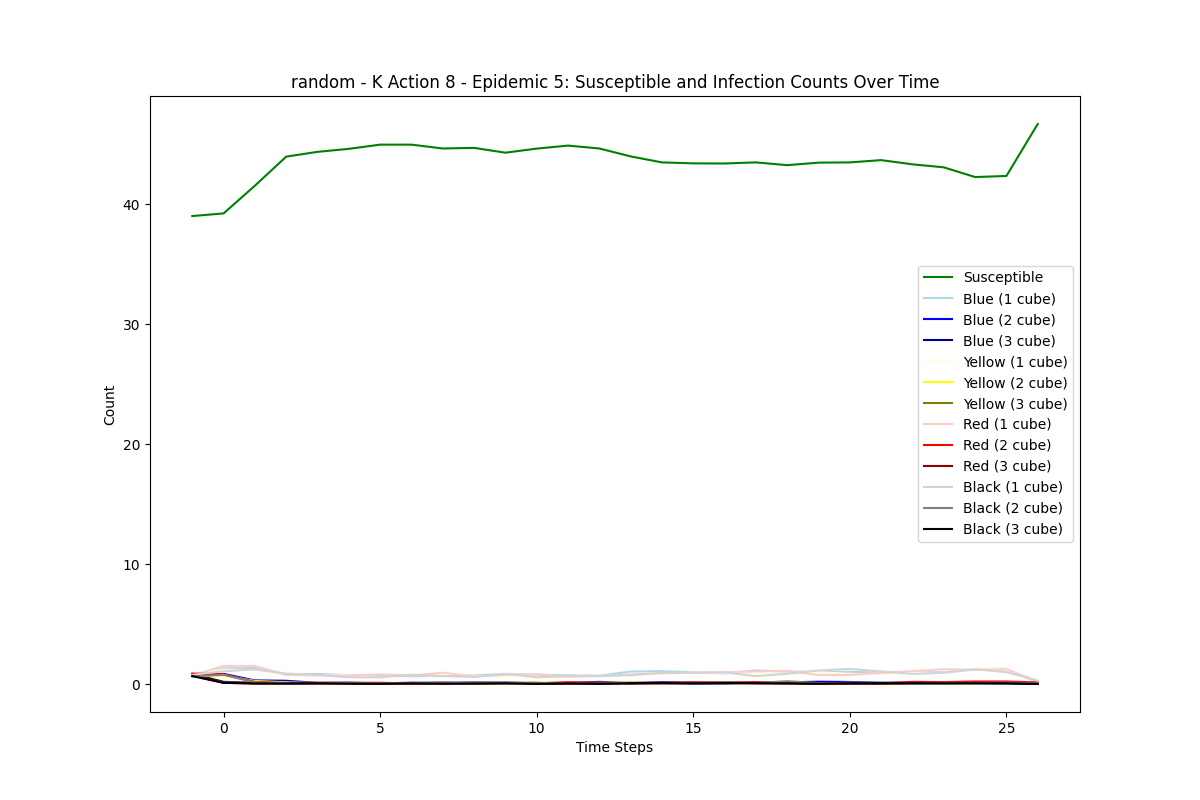 random - K Action 8 - Epidemic 5: Susceptible and Infection Counts Over Time
Count
40
30
20
10
0
Susceptible
Blue (1 cube)
Blue (2 cube)
Blue (3 cube)
Yellow (1 cube)
Yellow (2 cube)
Yellow (3 cube)
Red (1 cube)
Red (2 cube)
Red (3 cube)
Black (1 cube)
Black (2 cube)
Black (3 cube)
0 5 10 15 20 25
Time Steps